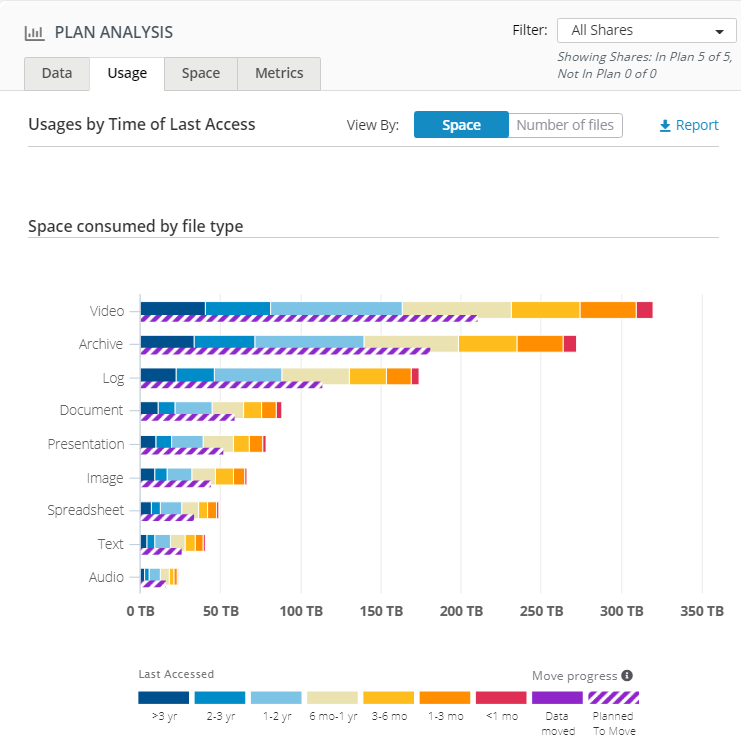 PLAN ANALYSIS
Filter: All Shares
Showing Shares: In Plan 5 of 5,
Not In Plan 0 of 0
Data Usage Space Metrics
Usages by Time of Last Access View By: Space Number of files Report
Space consumed by file type
Video
Archive
Log
Document
Presentation
Image
Spreadsheet
Text
Audio
0 TB 50 TB 100 TB 150 TB 200 TB 250 TB 300 TB 350 TB
Last Accessed Move progress
>3 yr 2-3 yr 1-2 yr 6 mo-1 yr 3-6 mo 1-3 mo <1 mo Data Planned
moved To Move